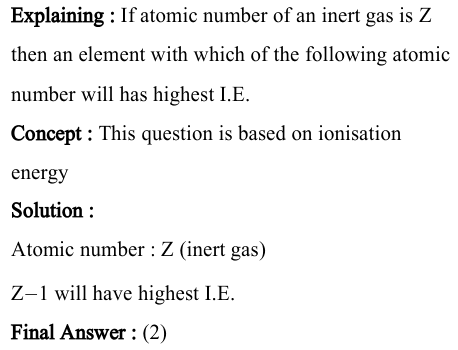 Explaining : If atomic number of an inert gas is Z
then an element with which of the following atomic
number will has highest I.E.
Concept : This question is based on ionisation
energy
Solution :
Atomic number : Z (inert gas)
Z−1 will have highest I.E.
Final Answer : (2)